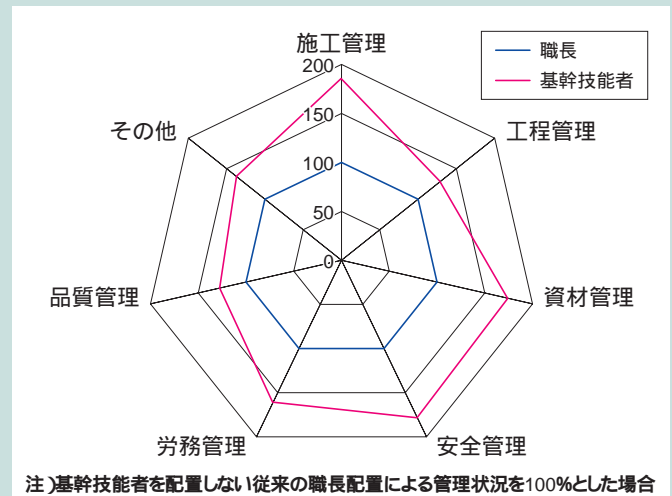 施工管理
職長
基幹技能者
200
150
100
50
0
工程管理
その他
資材管理
品質管理
安全管理
労務管理
注)基幹技能者を配置しない従来の職長配置による管理状況を100%とした場合